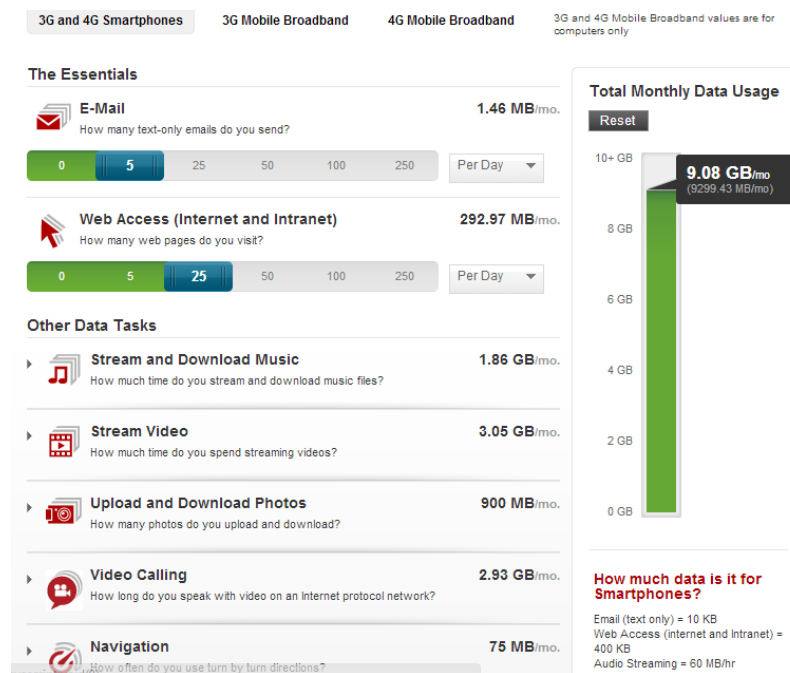 3G and 4G Smartphones
3G Mobile Broadband
4G Mobile Broadband
3G and 4G Mobile Broadband values are for
computers only
The Essentials
E-Mail
1.46 MB/mo.
How many text-only emails do you send?
0 5 25 50 100 250 Per Day
Web Access (Internet and Intranet)
292.97 MB/mo.
How many web pages do you visit?
0 5 25 50 100 250 Per Day
Other Data Tasks
Stream and Download Music
1.86 GB/mo.
How much time do you stream and download music files?
Stream Video
3.05 GB/mo.
How much time do you spend streaming videos?
Upload and Download Photos
900 MB/mo.
How many photos do you upload and download?
Video Calling
2.93 GB/mo.
How long do you speak with video on an Internet protocol network?
Navigation
75 MB/mo.
How often do you use turn by turn directions?
Total Monthly Data Usage
Reset
10+ GB
9.08 GB/mo
(9299.43 MB/mo)
8 GB
6 GB
4 GB
2 GB
0 GB
How much data is it for
Smartphones?
Email (text only) = 10 KB
Web Access (internet and Intranet) =
400 KB
Audio Streaming = 60 MB/hr